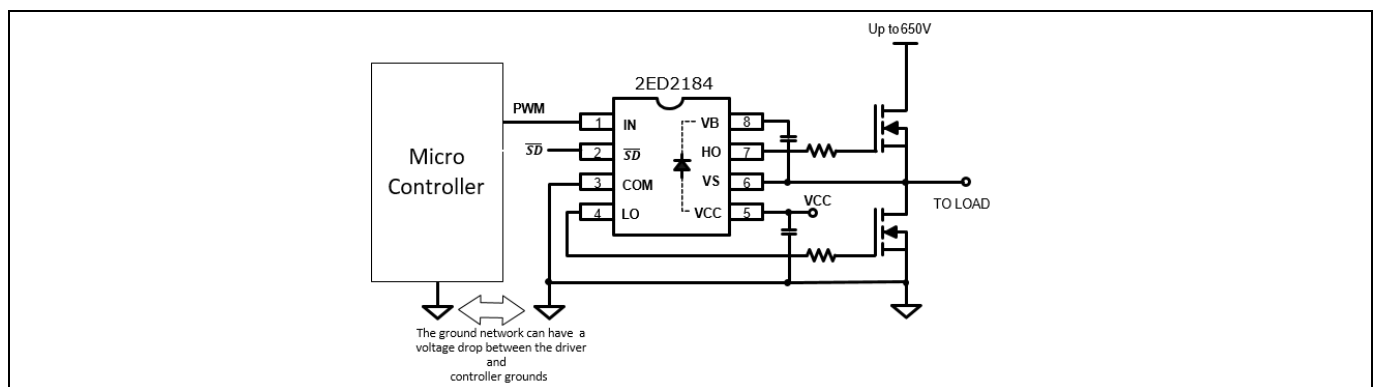 Up to 650V
2ED2184
PWM
Micro
Controller
1 IN VB 8
SD 2 SD HO 7
3 COM VS 6
4 LO VCC 5
VCC
TO LOAD
The ground network can have a
voltage drop between the driver
and
controller grounds